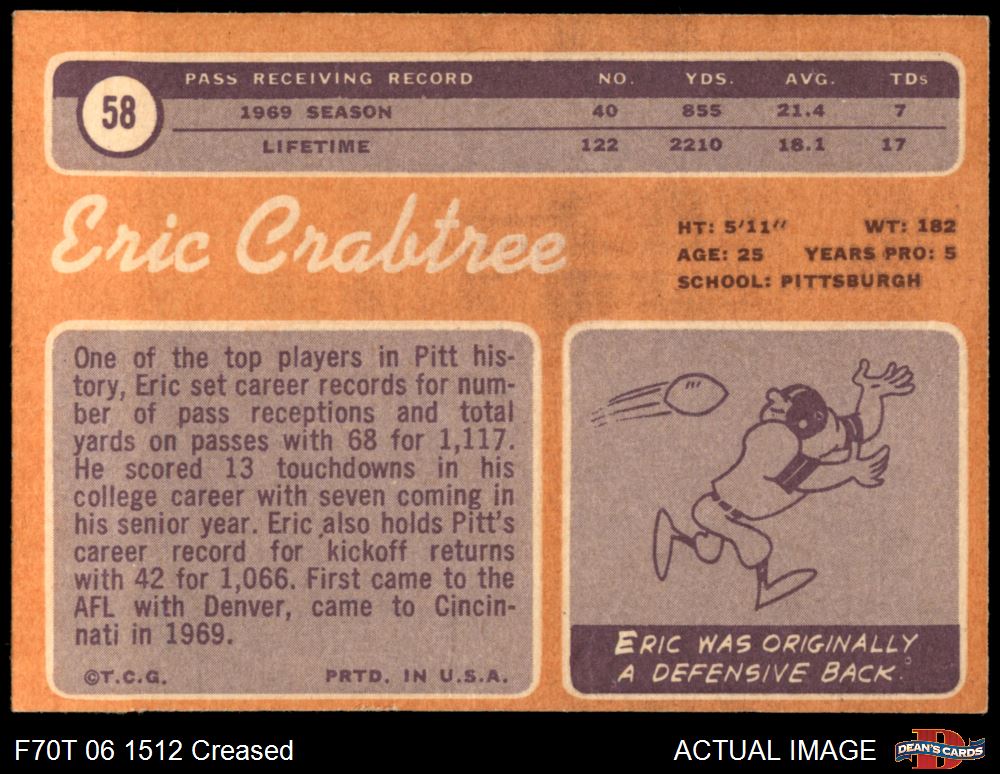 58
PASS RECEIVING RECORD NO. YDS. AVG. TDs
1969 SEASON 40 855 21.4 7
LIFETIME 122 2210 18.1 17
Eric Crabtree
HT: 5'11" WT: 182
AGE: 25 YEARS PRO: 5
SCHOOL: PITTSBURGH
One of the top players in Pitt his-
tory, Eric set career records for num-
ber of pass receptions and total
yards on passes with 68 for 1,117.
He scored 13 touchdowns in his
college career with seven coming in
his senior year. Eric also holds Pitt's
career record for kickoff returns
with 42 for 1,066. First came to the
AFL with Denver, came to Cincin-
nati in 1969.
©T.C.G. PRTD. IN U.S.A.
ERIC WAS ORIGINALLY
A DEFENSIVE BACK.
F70T 06 1512 Creased
ACTUAL IMAGE
D
DEAN'S CARDS